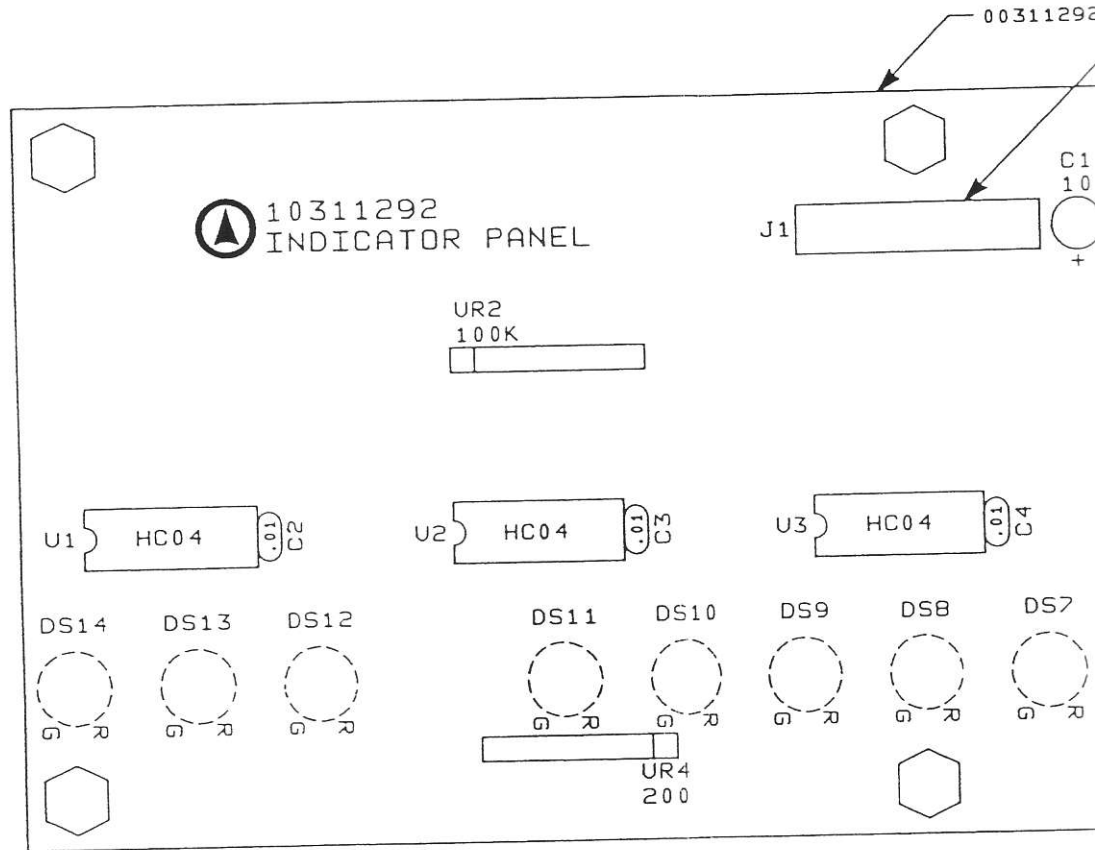 00311292
C1
10
10311292
INDICATOR PANEL
J1
+
UR2
100K
U1
HC04
.01
C2
U2
HC04
.01
C3
U3
HC04
.01
C4
DS14
DS13
DS12
DS11
DS10
DS9
DS8
DS7
G R
G R
G R
G R
G R
G R
G R
G R
UR4
200